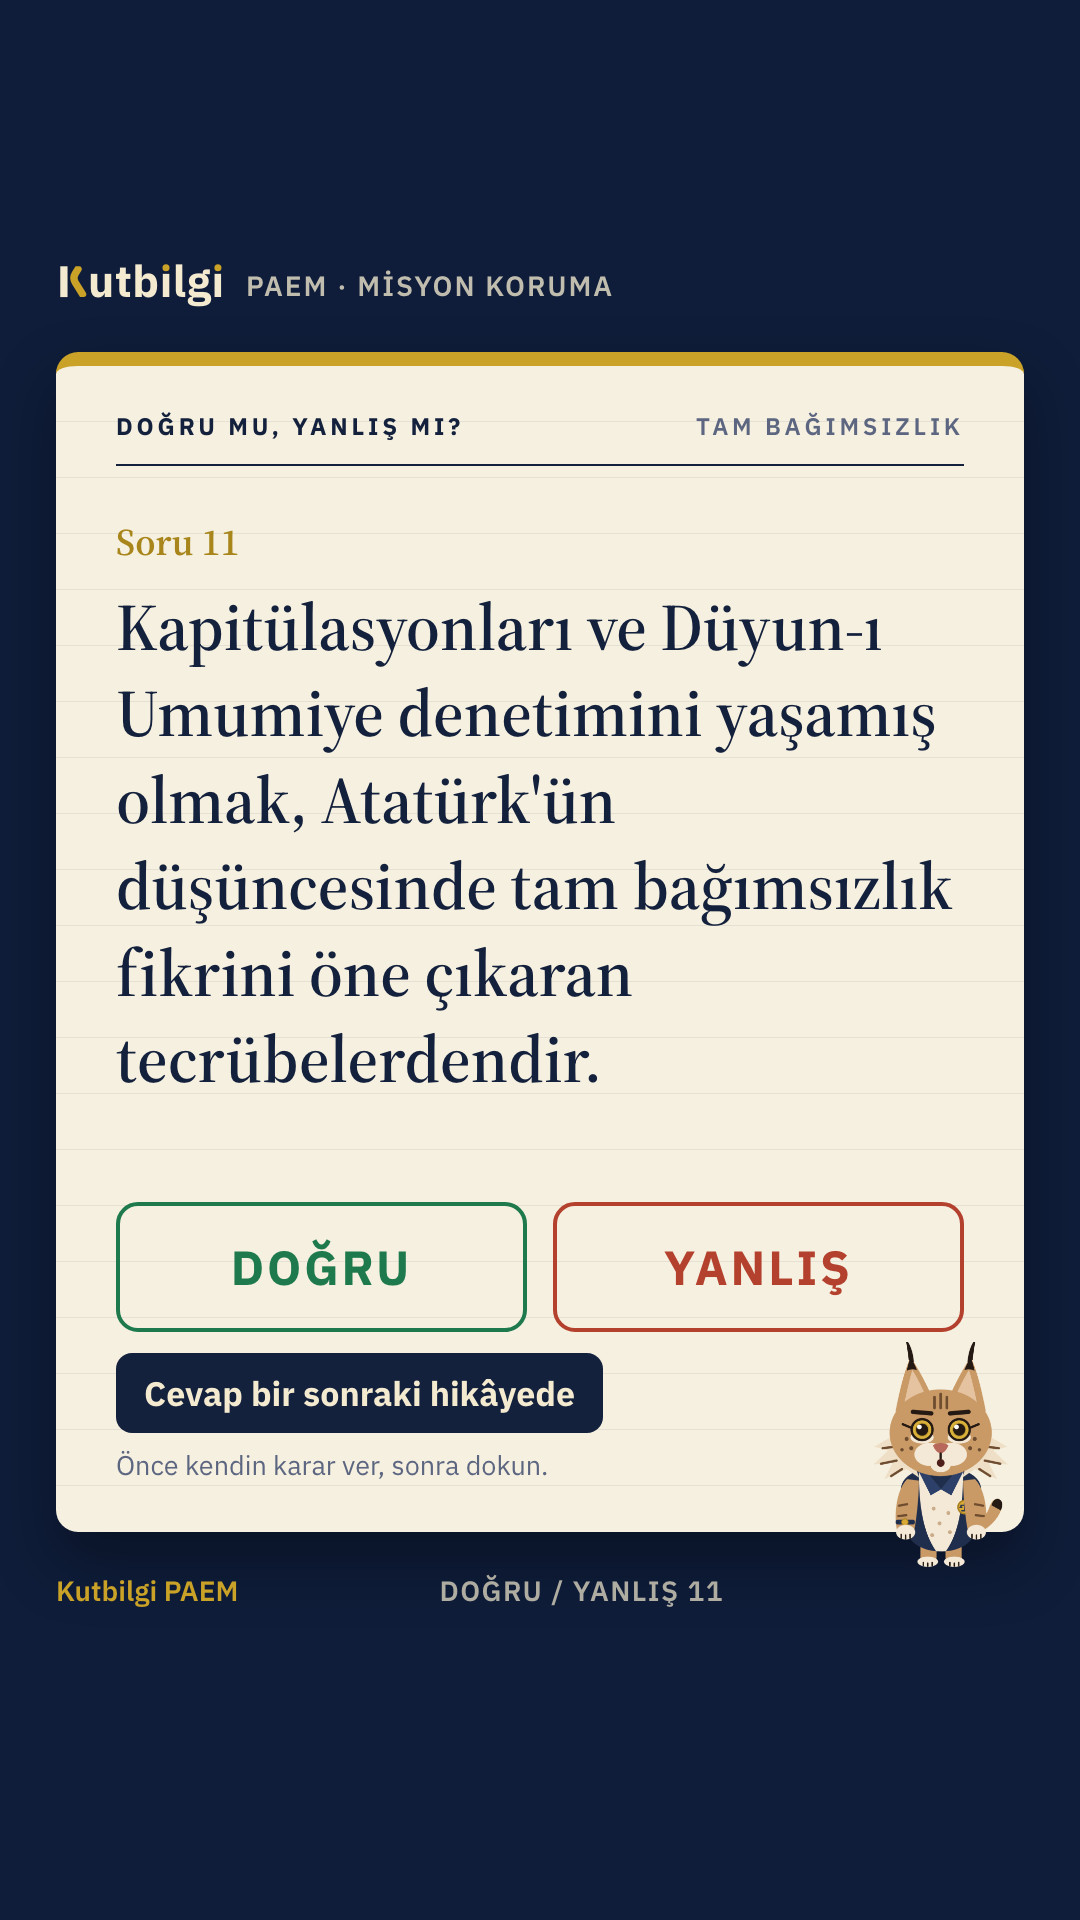 Kutbilgi PAEM · MİSYON KORUMA
DOĞRU MU, YANLIŞ MI? TAM BAĞIMSIZLIK
Soru 11
Kapitülasyonları ve Düyun-ı
Umumiye denetimini yaşamış
olmak, Atatürk'ün
düşüncesinde tam bağımsızlık
fikrini öne çıkaran
tecrübelerdendir.
DOĞRU YANLIŞ
Cevap bir sonraki hikâyede
Önce kendin karar ver, sonra dokun.
Kutbilgi PAEM DOĞRU / YANLIŞ 11